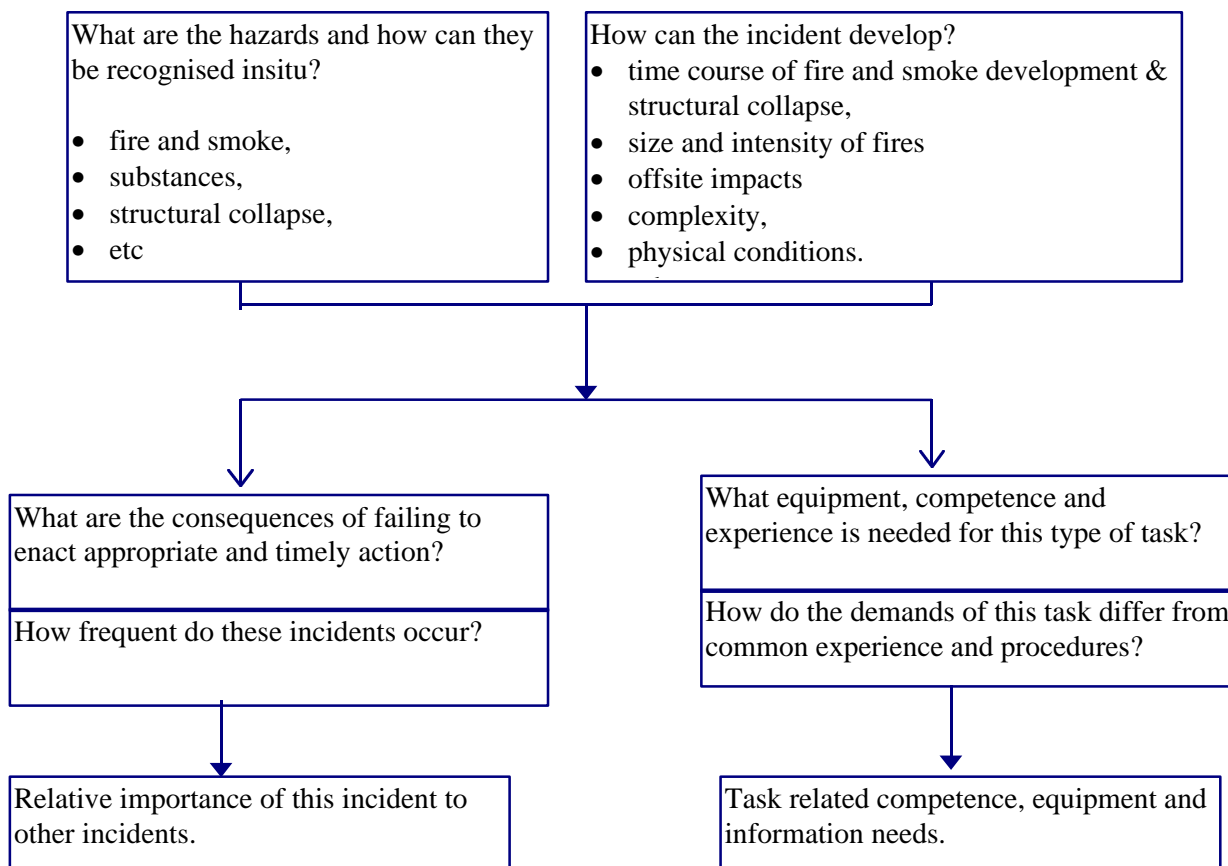 What are the hazards and how can they
be recognised insitu?
• fire and smoke,
• substances,
• structural collapse,
• etc
How can the incident develop?
• time course of fire and smoke development &
structural collapse,
• size and intensity of fires
• offsite impacts
• complexity,
• physical conditions.
What are the consequences of failing to
enact appropriate and timely action?
How frequent do these incidents occur?
What equipment, competence and
experience is needed for this type of task?
How do the demands of this task differ from
common experience and procedures?
Relative importance of this incident to
other incidents.
Task related competence, equipment and
information needs.